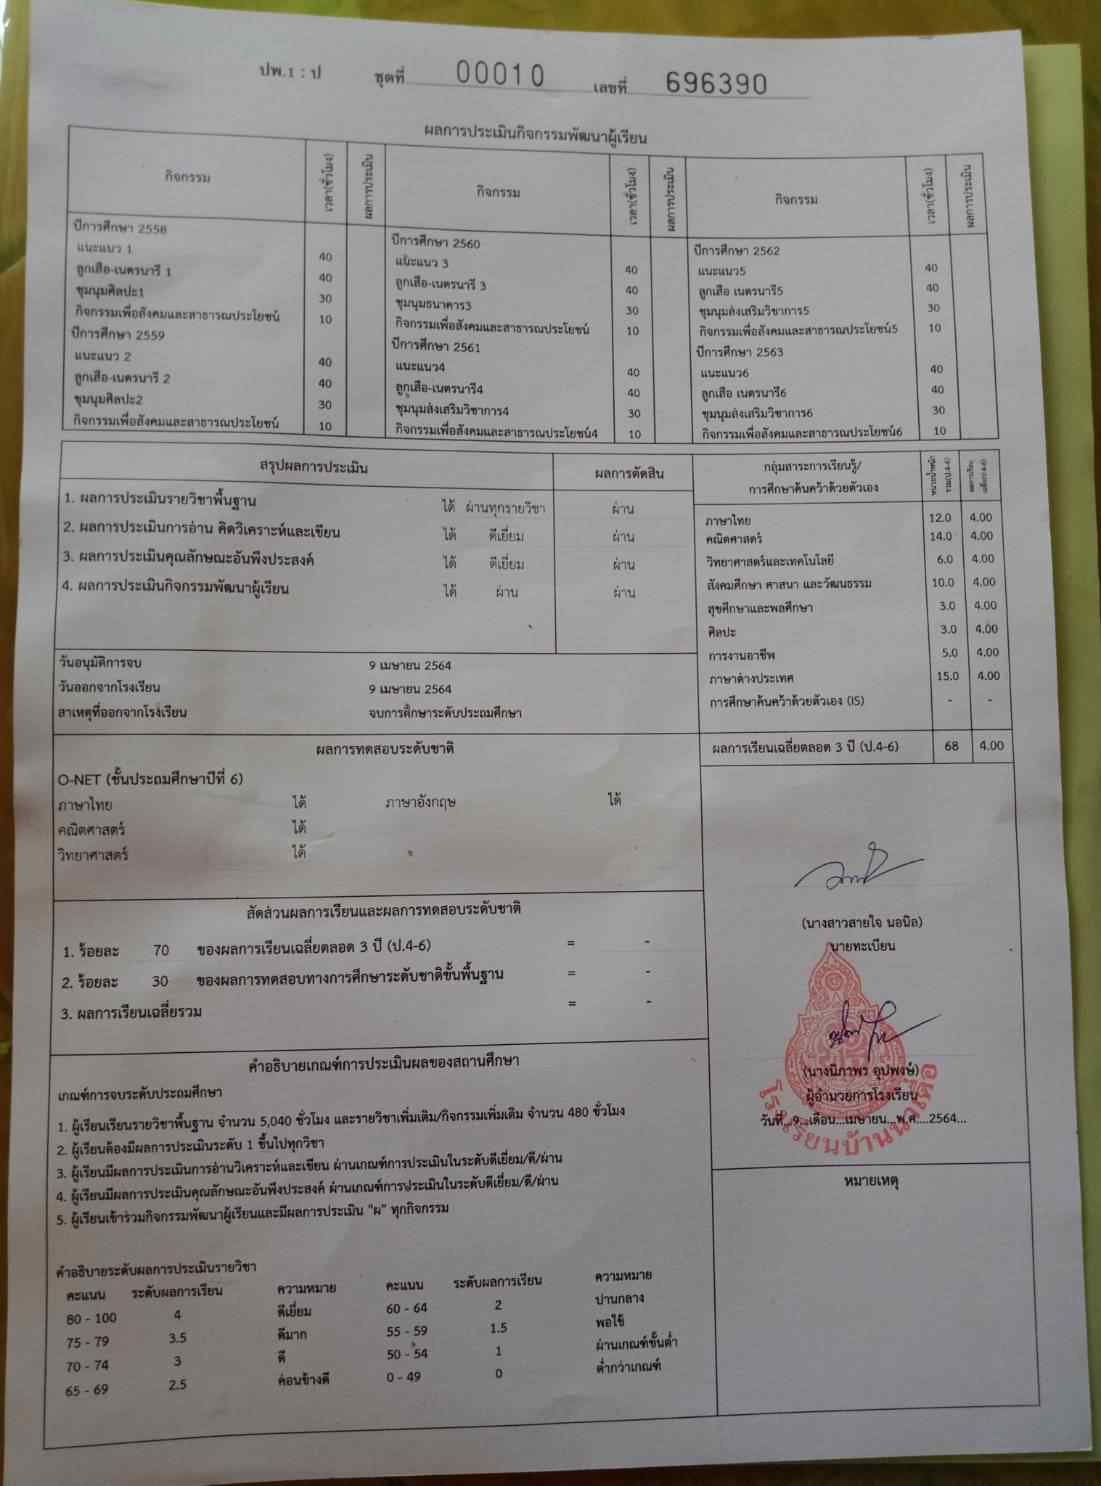 ปพ.1 : ป ชุดที่ 00010 เลขที่ 696390
ผลการประเมินกิจกรรมพัฒนาผู้เรียน
กิจกรรม เวลา(ชั่วโมง) ผลการประเมิน กิจกรรม เวลา(ชั่วโมง) ผลการประเมิน กิจกรรม เวลา(ชั่วโมง) ผลการประเมิน
ปีการศึกษา 2558
แนะแนว 1 40
ลูกเสือ-เนตรนารี 1 40
ชุมนุมศิลปะ1 30
กิจกรรมเพื่อสังคมและสาธารณประโยชน์ 10
ปีการศึกษา 2559
แนะแนว 2 40
ลูกเสือ-เนตรนารี 2 40
ชุมนุมศิลปะ2 30
กิจกรรมเพื่อสังคมและสาธารณประโยชน์ 10
ปีการศึกษา 2560
แนะแนว 3 40
ลูกเสือ-เนตรนารี 3 40
ชุมนุมธนาคาร3 30
กิจกรรมเพื่อสังคมและสาธารณประโยชน์ 10
ปีการศึกษา 2561
แนะแนว4 40
ลูกเสือ-เนตรนารี4 40
ชุมนุมส่งเสริมวิชาการ4 30
กิจกรรมเพื่อสังคมและสาธารณประโยชน์4 10
ปีการศึกษา 2562
แนะแนว5 40
ลูกเสือ เนตรนารี5 40
ชุมนุมส่งเสริมวิชาการ5 30
กิจกรรมเพื่อสังคมและสาธารณประโยชน์5 10
ปีการศึกษา 2563
แนะแนว6 40
ลูกเสือ เนตรนารี6 40
ชุมนุมส่งเสริมวิชาการ6 30
กิจกรรมเพื่อสังคมและสาธารณประโยชน์6 10
สรุปผลการประเมิน ผลการตัดสิน
1. ผลการประเมินรายวิชาพื้นฐาน ได้ ผ่านทุกรายวิชา ผ่าน
2. ผลการประเมินการอ่าน คิดวิเคราะห์และเขียน ได้ ดีเยี่ยม ผ่าน
3. ผลการประเมินคุณลักษณะอันพึงประสงค์ ได้ ดีเยี่ยม ผ่าน
4. ผลการประเมินกิจกรรมพัฒนาผู้เรียน ได้ ผ่าน ผ่าน
วันอนุมัติการจบ 9 เมษายน 2564
วันออกจากโรงเรียน 9 เมษายน 2564
สาเหตุที่ออกจากโรงเรียน จบการศึกษาระดับประถมศึกษา
กลุ่มสาระการเรียนรู้/
การศึกษาค้นคว้าด้วยตัวเอง
ภาษาไทย 12.0 4.00
คณิตศาสตร์ 14.0 4.00
วิทยาศาสตร์และเทคโนโลยี 6.0 4.00
สังคมศึกษา ศาสนา และวัฒนธรรม 10.0 4.00
สุขศึกษาและพลศึกษา 3.0 4.00
ศิลปะ 3.0 4.00
การงานอาชีพ 5.0 4.00
ภาษาต่างประเทศ 15.0 4.00
การศึกษาค้นคว้าด้วยตัวเอง (IS) - -
ผลการเรียนเฉลี่ยตลอด 3 ปี (ป.4-6) 68 4.00
ผลการทดสอบระดับชาติ
O-NET (ชั้นประถมศึกษาปีที่ 6)
ภาษาไทย ได้ ภาษาอังกฤษ ได้
คณิตศาสตร์ ได้
วิทยาศาสตร์ ได้
สัดส่วนผลการเรียนและผลการทดสอบระดับชาติ
1. ร้อยละ 70 ของผลการเรียนเฉลี่ยตลอด 3 ปี (ป.4-6) = -
2. ร้อยละ 30 ของผลการทดสอบทางการศึกษาระดับชาติขั้นพื้นฐาน = -
3. ผลการเรียนเฉลี่ยรวม = -
(นางสาวสายใจ นอนิล)
นายทะเบียน
(นางนิภาพร อุปพงษ์)
ผู้อำนวยการโรงเรียน
วันที่...9...เดือน...เมษายน...พ.ศ....2564...
โรงเรียนบ้านนาเดื่อ
คำอธิบายเกณฑ์การประเมินผลของสถานศึกษา
เกณฑ์การจบระดับประถมศึกษา
1. ผู้เรียนเรียนรายวิชาพื้นฐาน จำนวน 5,040 ชั่วโมง และรายวิชาเพิ่มเติม/กิจกรรมเพิ่มเติม จำนวน 480 ชั่วโมง
2. ผู้เรียนต้องมีผลการประเมินระดับ 1 ขึ้นไปทุกวิชา
3. ผู้เรียนมีผลการประเมินการอ่านวิเคราะห์และเขียน ผ่านเกณฑ์การประเมินในระดับดีเยี่ยม/ดี/ผ่าน
4. ผู้เรียนมีผลการประเมินคุณลักษณะอันพึงประสงค์ ผ่านเกณฑ์การประเมินในระดับดีเยี่ยม/ดี/ผ่าน
5. ผู้เรียนเข้าร่วมกิจกรรมพัฒนาผู้เรียนและมีผลการประเมิน "ผ" ทุกกิจกรรม
หมายเหตุ
คำอธิบายระดับผลการประเมินรายวิชา
คะแนน ระดับผลการเรียน ความหมาย คะแนน ระดับผลการเรียน ความหมาย
80 - 100 4 ดีเยี่ยม 60 - 64 2 ปานกลาง
75 - 79 3.5 ดีมาก 55 - 59 1.5 พอใช้
70 - 74 3 ดี 50 - 54 1 ผ่านเกณฑ์ขั้นต่ำ
65 - 69 2.5 ค่อนข้างดี 0 - 49 0 ต่ำกว่าเกณฑ์